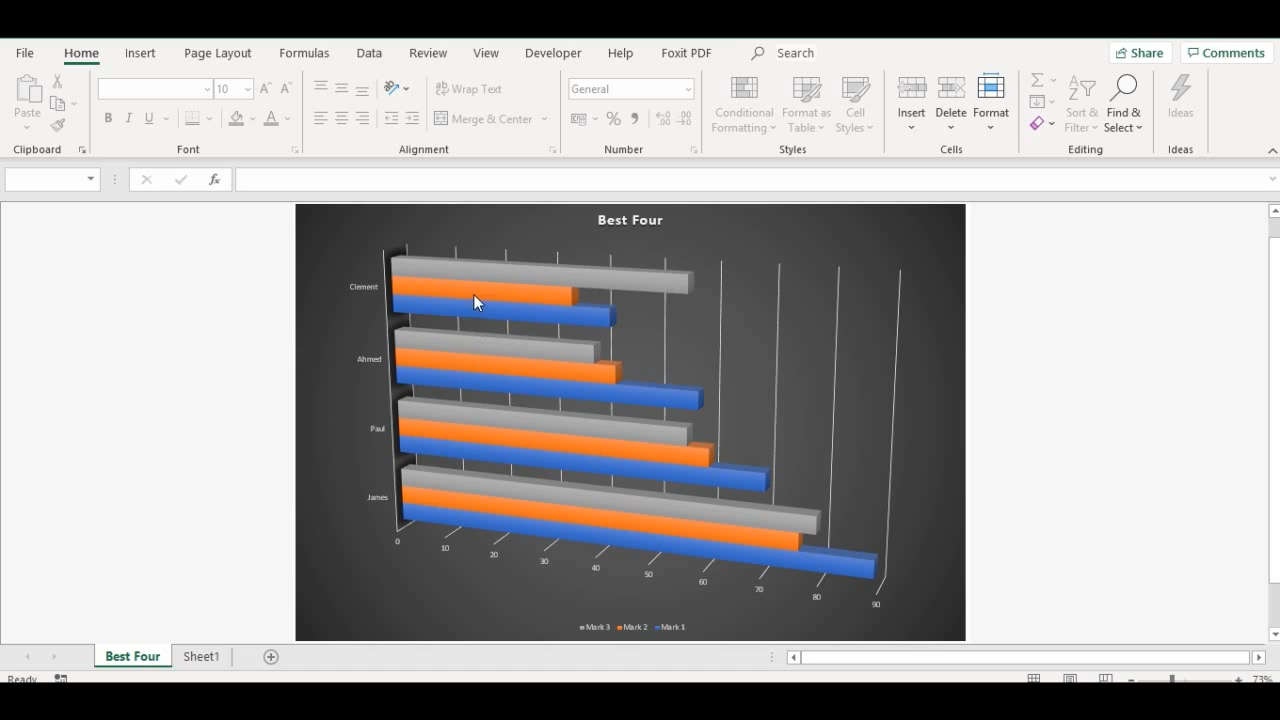 File Home Insert Page Layout Formulas Data Review View Developer Help Foxit PDF Search Share Comments
Paste
10
Wrap Text
Merge & Center
General
Conditional Formatting
Format as Table
Cell Styles
Insert
Delete
Format
Sort & Filter
Find & Select
Ideas
Clipboard Font Alignment Number Styles Cells Editing Ideas
Best Four
Clement
Ahmed
Paul
James
0 10 20 30 40 50 60 70 80 90
Mark 3 Mark 2 Mark 1
Best Four Sheet1
Ready 73%